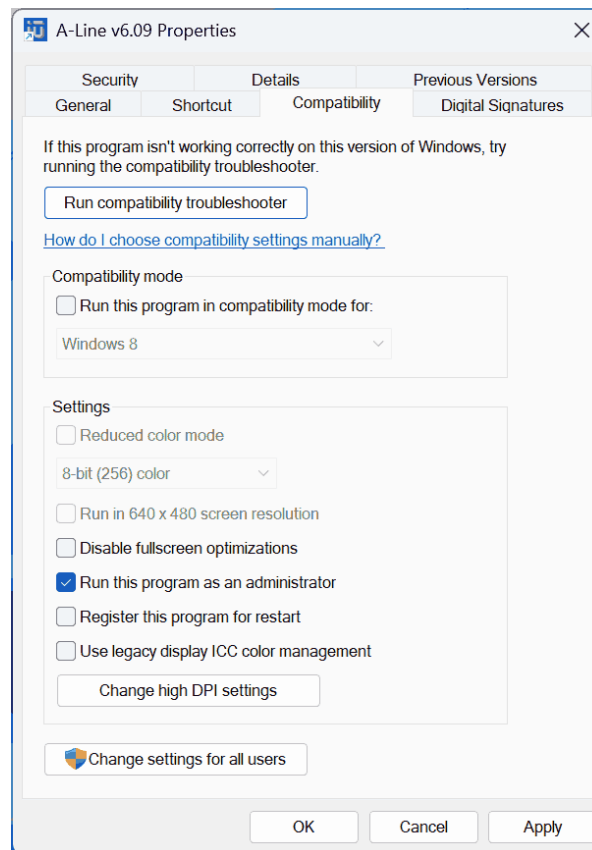 A-Line v6.09 Properties
Security Details Previous Versions
General Shortcut Compatibility Digital Signatures
If this program isn't working correctly on this version of Windows, try
running the compatibility troubleshooter.
Run compatibility troubleshooter
How do I choose compatibility settings manually?
Compatibility mode
Run this program in compatibility mode for:
Windows 8
Settings
Reduced color mode
8-bit (256) color
Run in 640 x 480 screen resolution
Disable fullscreen optimizations
Run this program as an administrator
Register this program for restart
Use legacy display ICC color management
Change high DPI settings
Change settings for all users
OK Cancel Apply